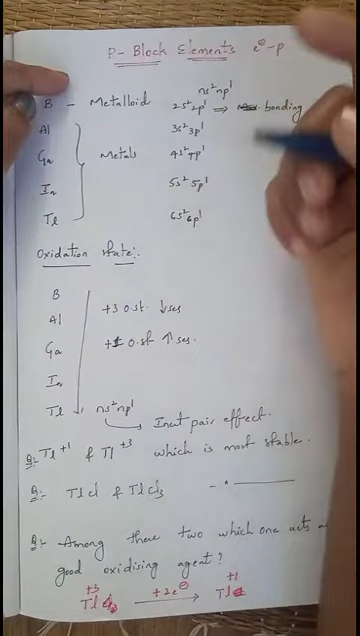 P-Block Elements e⊖-p
ns²np¹
B - Metalloid 2s²2p¹ ⇒ bonding
Al 3s²3p¹
Ga Metals 4s²4p¹
In 5s²5p¹
Tl 6s²6p¹
Oxidation State:
B
Al +3 O.St. ↓ses
Ga +1 O.St ↑ses.
In
Tl ns²np¹
→ Inert pair effect.
Q:- Tl⁺¹ & Tl⁺³ which is most stable.
Q:- TlCl & TlCl₃ - " ―
Q:- Among these two which one acts
good oxidising agent?
+3 +1
TlCl₃ +2e⊖ → Tl